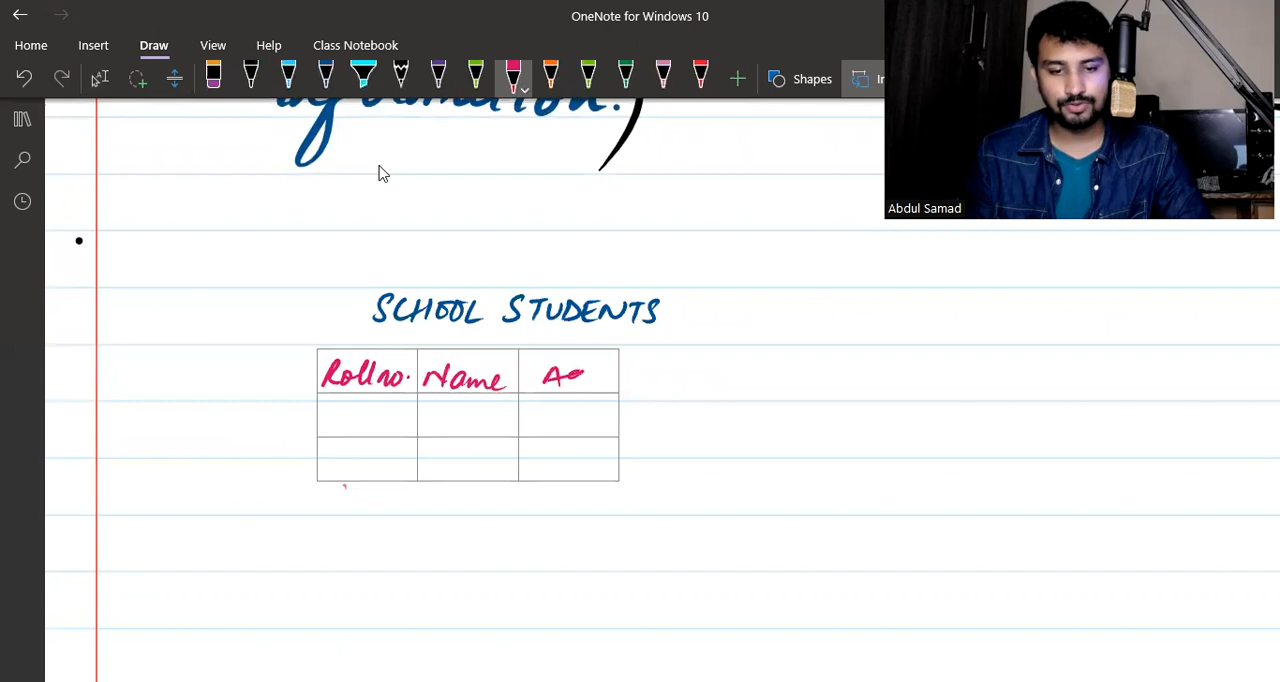 OneNote for Windows 10
Home Insert Draw View Help Class Notebook
Shapes
Abdul Samad
SCHOOL STUDENTS
Rollno. Name